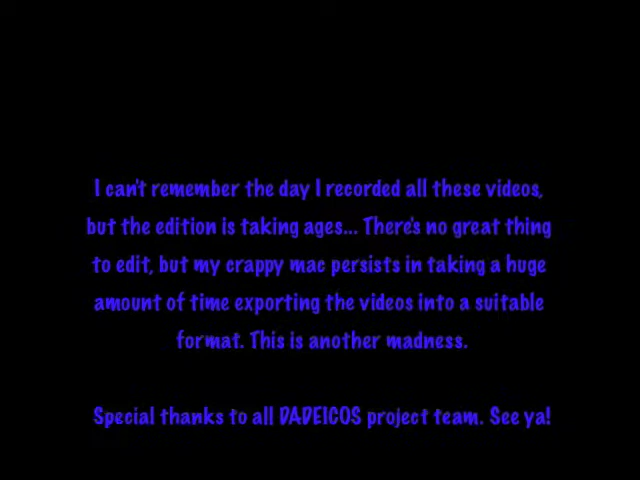 I can't remember the day I recorded all these videos,
but the edition is taking ages... There's no great thing
to edit, but my crappy mac persists in taking a huge
amount of time exporting the videos into a suitable
format. This is another madness.
Special thanks to all DADEICOS project team. See ya!